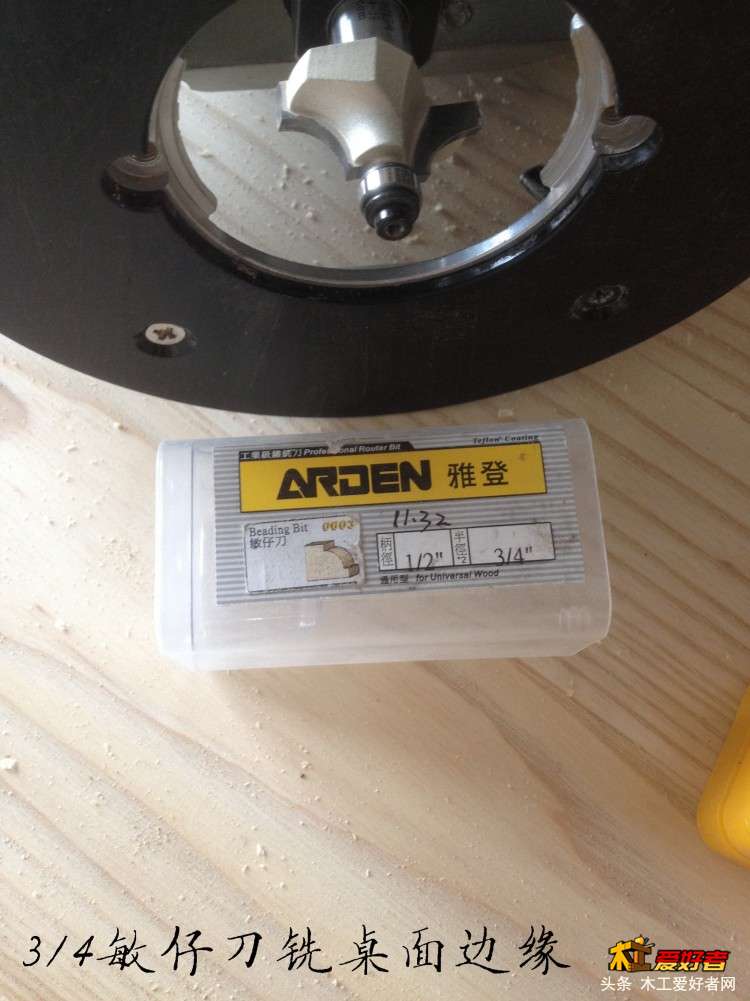 工業級鎢銑刀 Professional Router Bit
Teflon Coating
ARDEN 雅登
Beading Bit 0603
敏仔刀
11.32
柄徑 1/2"
半徑 3/4"
通用型 for Universal Wood
3/4敏仔刀铣桌面边缘
木工爱好者
头条 木工爱好者网